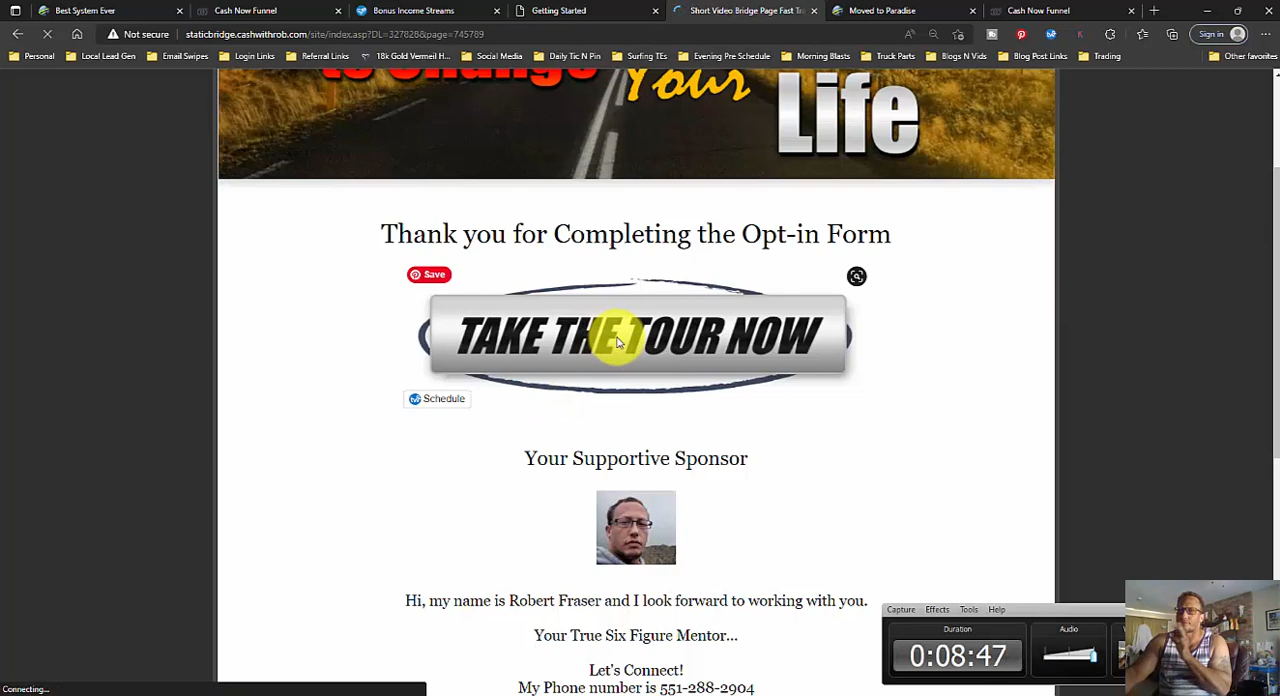 Best System Ever
Cash Now Funnel
Bonus Income Streams
Getting Started
Short Video Bridge Page Fast Tra
Moved to Paradise
Cash Now Funnel
Not secure
staticbridge.cashwithrob.com/site/index.asp?DL=327828&page=745789
Sign in
Personal
Local Lead Gen
Email Swipes
Login Links
Referral Links
18k Gold Vermeil H...
Social Media
Daily Tic N Pin
Surfing TEs
Evening Pre Schedule
Morning Blasts
Truck Parts
Blogs N Vids
Blog Post Links
Trading
Other favorites
to Change
Your
Life
Thank you for Completing the Opt-in Form
Save
TAKE THE TOUR NOW
Schedule
Your Supportive Sponsor
Hi, my name is Robert Fraser and I look forward to working with you.
Your True Six Figure Mentor...
Let's Connect!
My Phone number is 551-288-2904
Capture Effects Tools Help
Duration
Audio
0:08:47
Connecting...